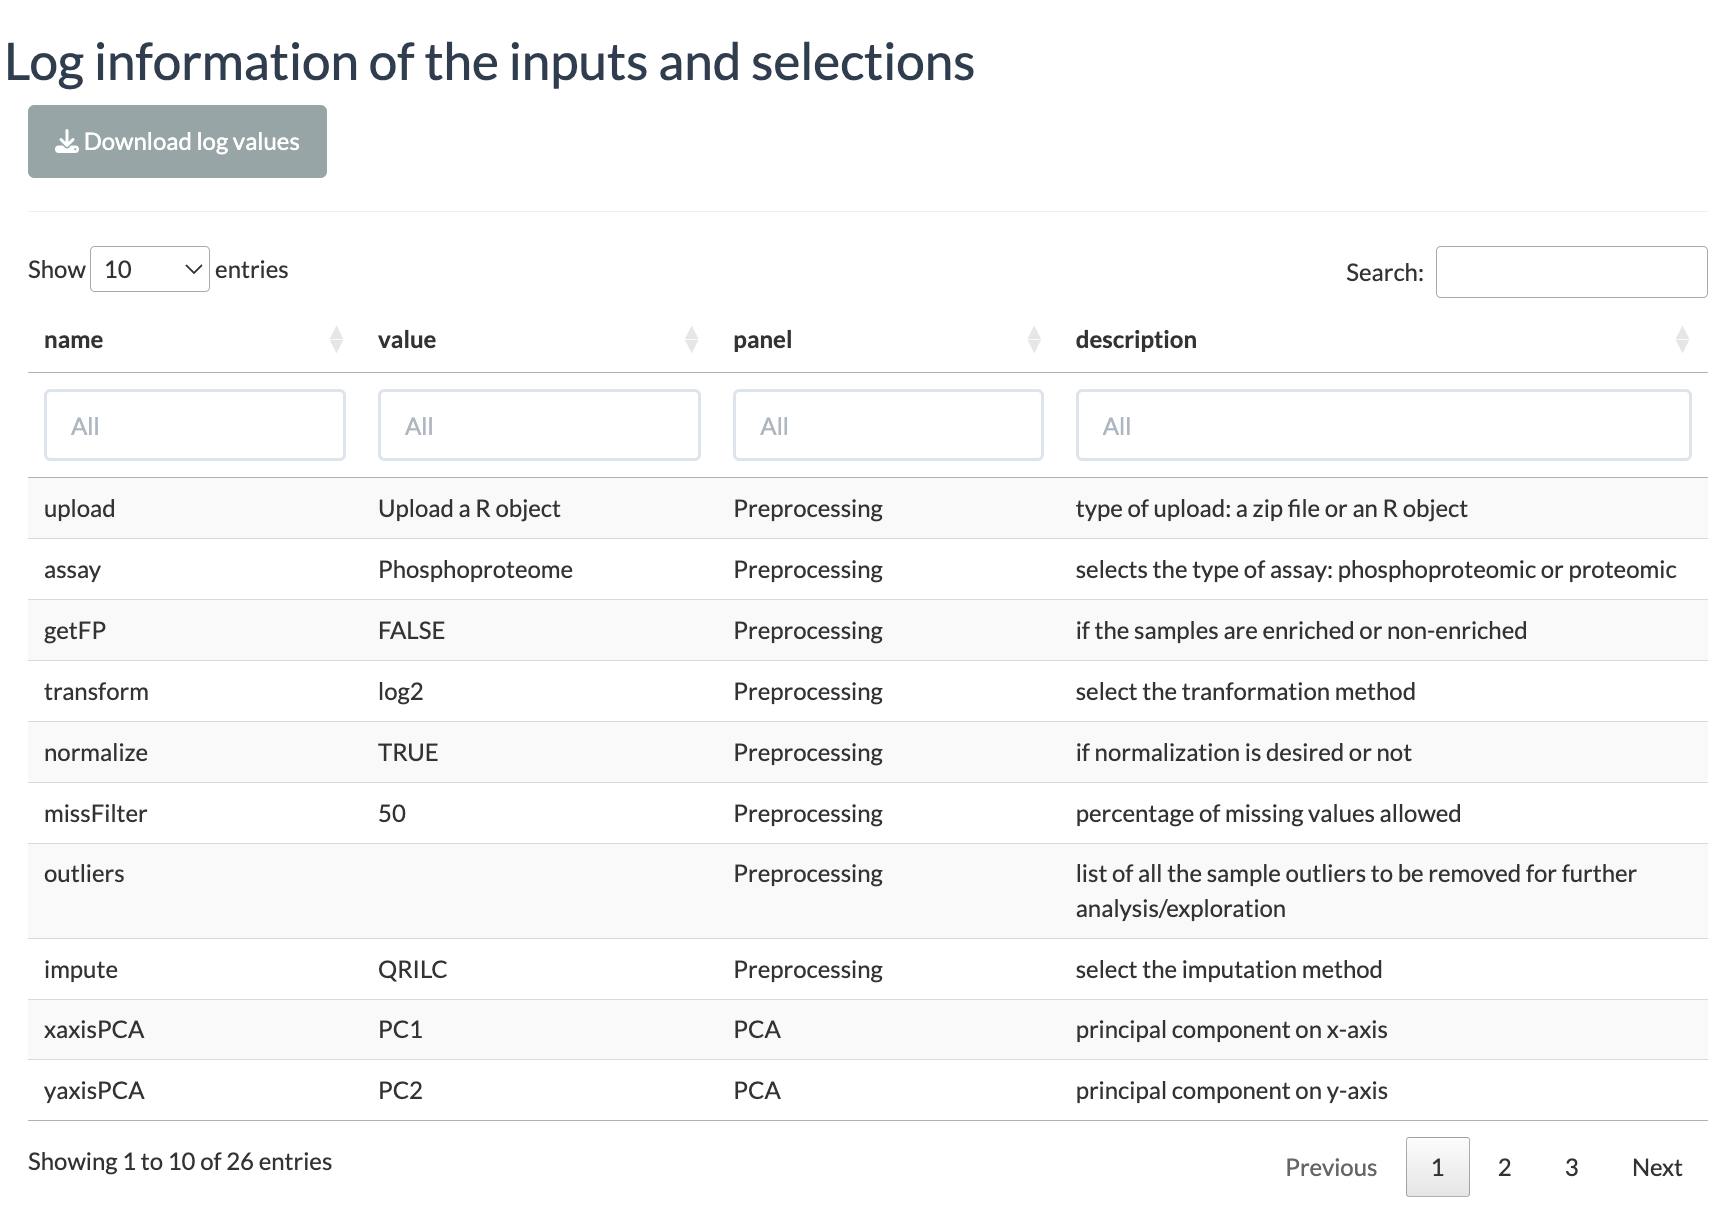 Log information of the inputs and selections
Download log values
Show 10 entries
Search:
name value panel description
All All All All
upload Upload a R object Preprocessing type of upload: a zip file or an R object
assay Phosphoproteome Preprocessing selects the type of assay: phosphoproteomic or proteomic
getFP FALSE Preprocessing if the samples are enriched or non-enriched
transform log2 Preprocessing select the tranformation method
normalize TRUE Preprocessing if normalization is desired or not
missFilter 50 Preprocessing percentage of missing values allowed
outliers Preprocessing list of all the sample outliers to be removed for further
analysis/exploration
impute QRILC Preprocessing select the imputation method
xaxisPCA PC1 PCA principal component on x-axis
yaxisPCA PC2 PCA principal component on y-axis
Showing 1 to 10 of 26 entries
Previous 1 2 3 Next